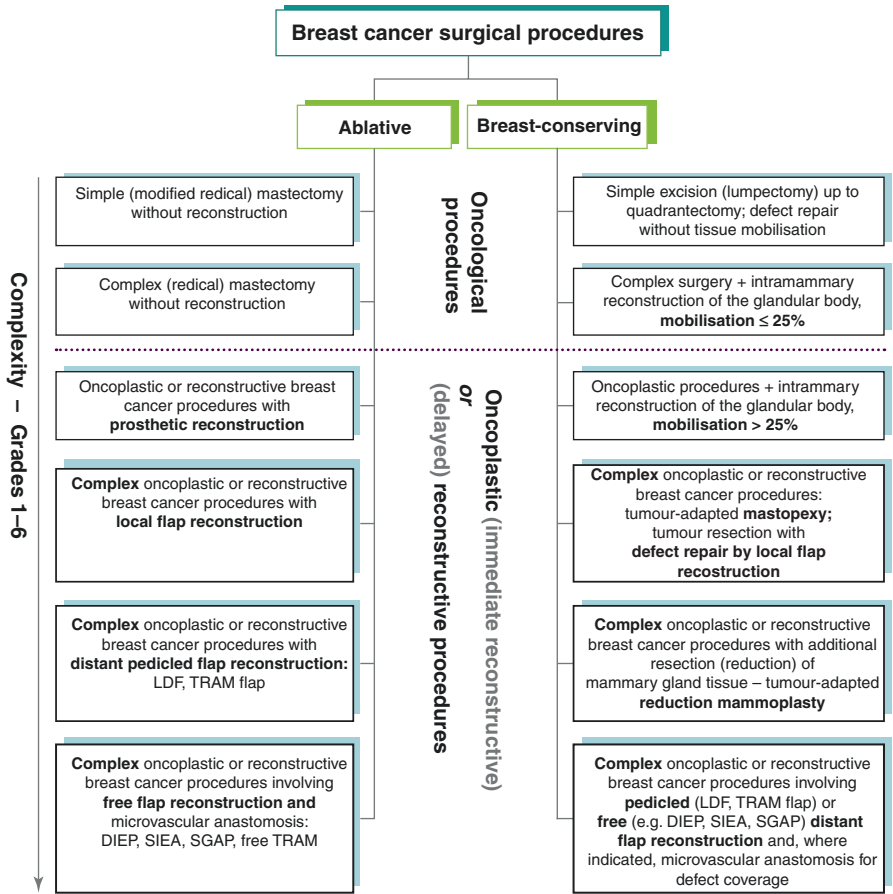 Breast cancer surgical procedures
Ablative
Breast-conserving
Complexity – Grades 1–6
Simple (modified redical) mastectomy
without reconstruction
Complex (redical) mastectomy
without reconstruction
Oncoplastic or reconstructive breast
cancer procedures with
prosthetic reconstruction
Complex oncoplastic or reconstructive
breast cancer procedures with
local flap reconstruction
Complex oncoplastic or reconstructive
breast cancer procedures with
distant pedicled flap reconstruction:
LDF, TRAM flap
Complex oncoplastic or reconstructive
breast cancer procedures involving
free flap reconstruction and
microvascular anastomosis:
DIEP, SIEA, SGAP, free TRAM
Oncological
procedures
Oncoplastic (immediate reconstructive)
or
(delayed) reconstructive procedures
Simple excision (lumpectomy) up to
quadrantectomy; defect repair
without tissue mobilisation
Complex surgery + intramammary
reconstruction of the glandular body,
mobilisation ≤ 25%
Oncoplastic procedures + intrammary
reconstruction of the glandular body,
mobilisation > 25%
Complex oncoplastic or reconstructive
breast cancer procedures:
tumour-adapted mastopexy;
tumour resection with
defect repair by local flap
recostruction
Complex oncoplastic or reconstructive
breast cancer procedures with additional
resection (reduction) of
mammary gland tissue – tumour-adapted
reduction mammoplasty
Complex oncoplastic or reconstructive
breast cancer procedures involving
pedicled (LDF, TRAM flap) or
free (e.g. DIEP, SIEA, SGAP) distant
flap reconstruction and, where
indicated, microvascular anastomosis for
defect coverage